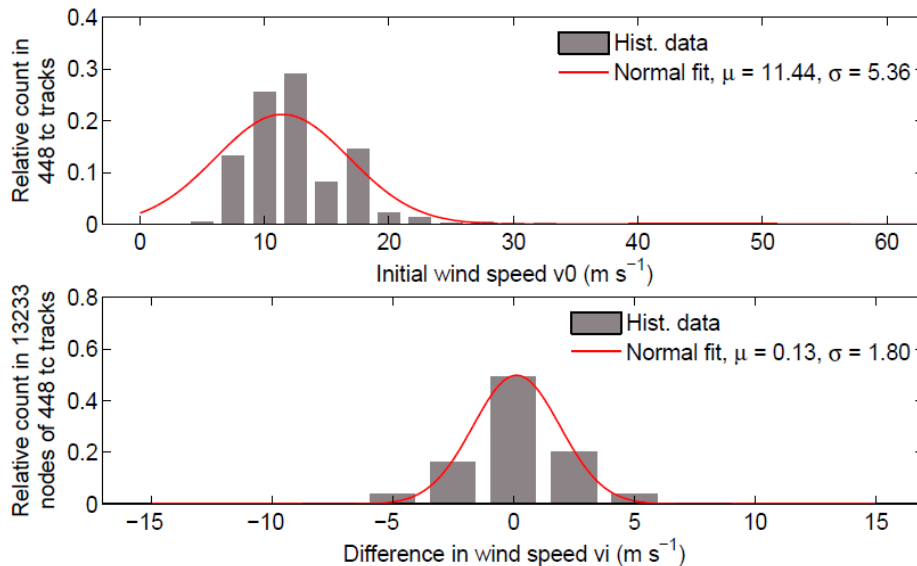 0.4
0.3
0.2
0.1
0
Relative count in
448 tc tracks
Hist. data
Normal fit, μ = 11.44, σ = 5.36
0 10 20 30 40 50 60
Initial wind speed v0 (m s⁻¹)
0.8
0.6
0.4
0.2
0
Relative count in 13233
nodes of 448 tc tracks
Hist. data
Normal fit, μ = 0.13, σ = 1.80
−15 −10 −5 0 5 10 15
Difference in wind speed vi (m s⁻¹)